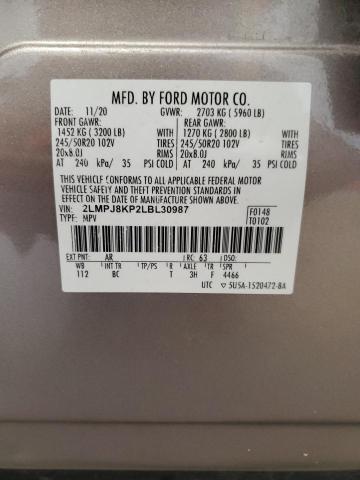 MFD. BY FORD MOTOR CO.
DATE: 11/20 GVWR: 2703 KG ( 5960 LB)
FRONT GAWR: REAR GAWR:
1452 KG ( 3200 LB) WITH 1270 KG ( 2800 LB) WITH
245/50R20 102V TIRES 245/50R20 102V TIRES
20x8.0J RIMS 20x8.0J RIMS
AT 240 kPa/ 35 PSI COLD AT 240 kPa/ 35 PSI COLD
THIS VEHICLE CONFORMS TO ALL APPLICABLE FEDERAL MOTOR
VEHICLE SAFETY AND THEFT PREVENTION STANDARDS IN
EFFECT ON THE DATE OF MANUFACTURE SHOWN ABOVE.
VIN: 2LMPJ8KP2LBL30987 F0148
TYPE: MPV T0102
EXT PNT: AR RC: 63 DSO:
WB INT TR TP/PS R AXLE TR SPR
112 BC T 3H F 4466
UTC ▽ 5U5A-1520472-BA